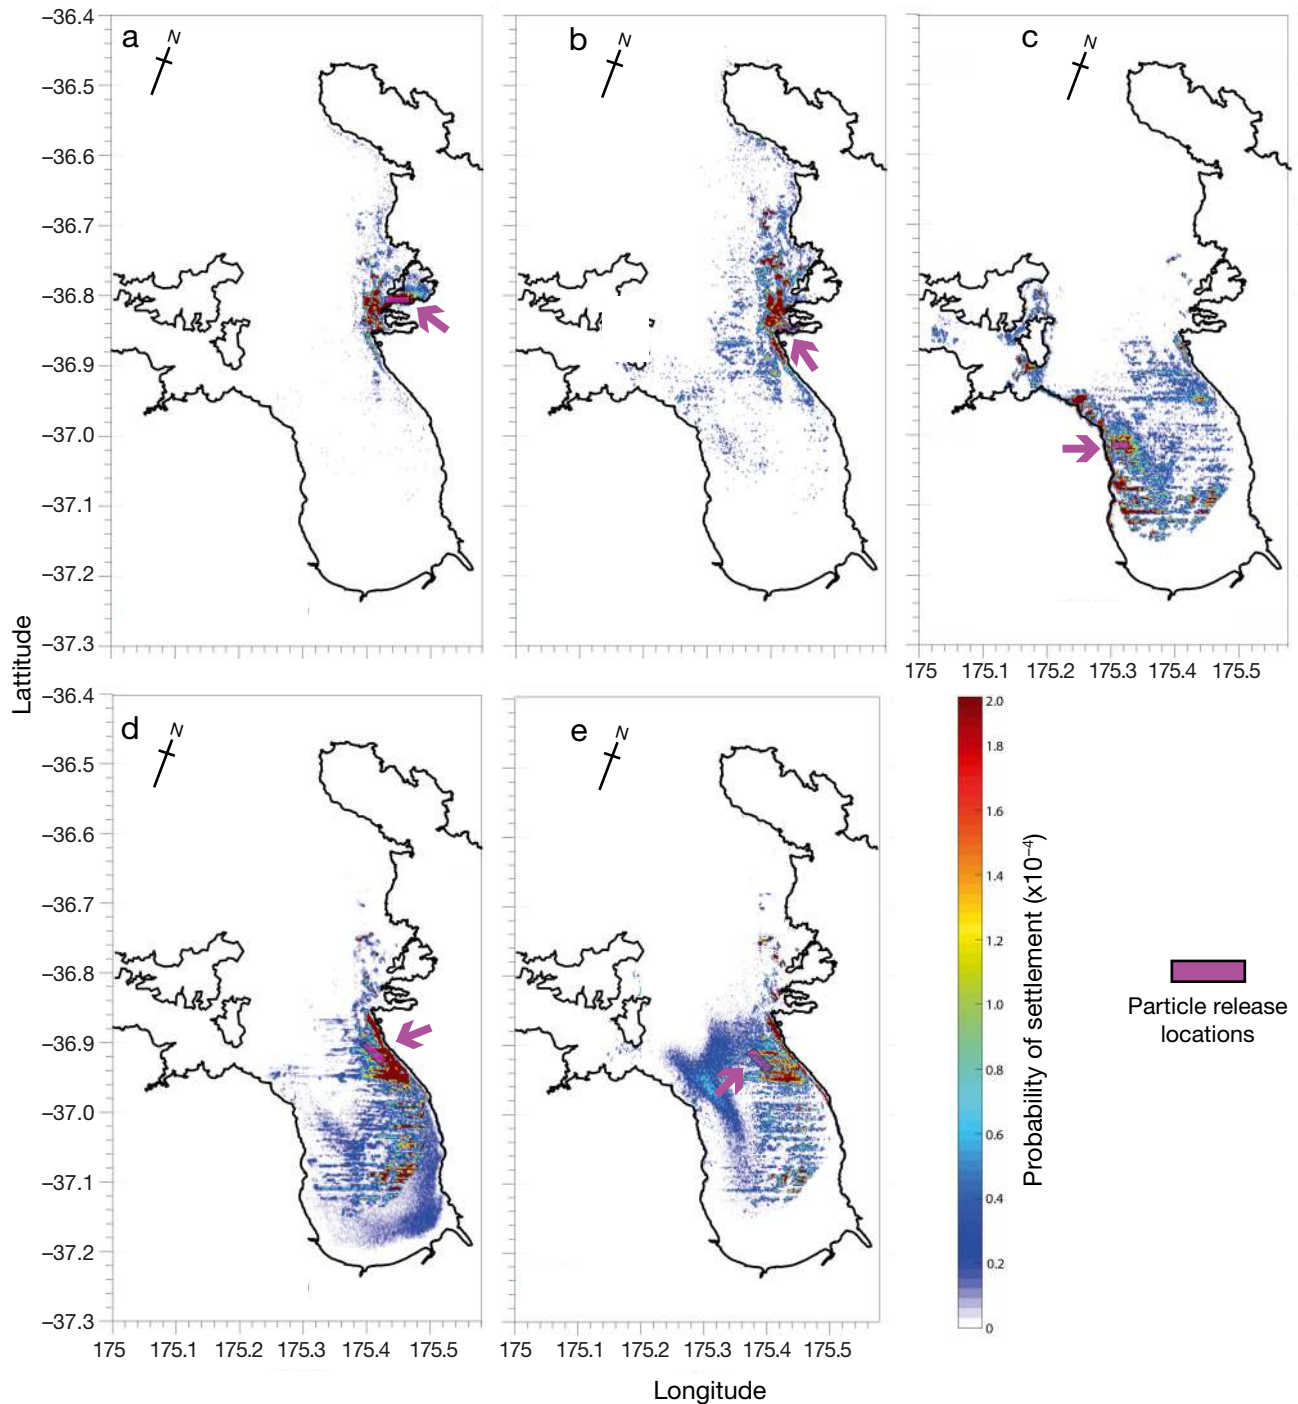 a
N
b
N
c
N
−36.4
−36.5
−36.6
−36.7
−36.8
−36.9
−37.0
−37.1
−37.2
−37.3
175 175.1 175.2 175.3 175.4 175.5
Lattitude
d
N
e
N
−36.4
−36.5
−36.6
−36.7
−36.8
−36.9
−37.0
−37.1
−37.2
−37.3
175 175.1 175.2 175.3 175.4 175.5
175 175.1 175.2 175.3 175.4 175.5
Longitude
2.0
1.8
1.6
1.4
1.2
1.0
0.8
0.6
0.4
0.2
0
Probability of settlement (x10⁻⁴)
Particle release
locations